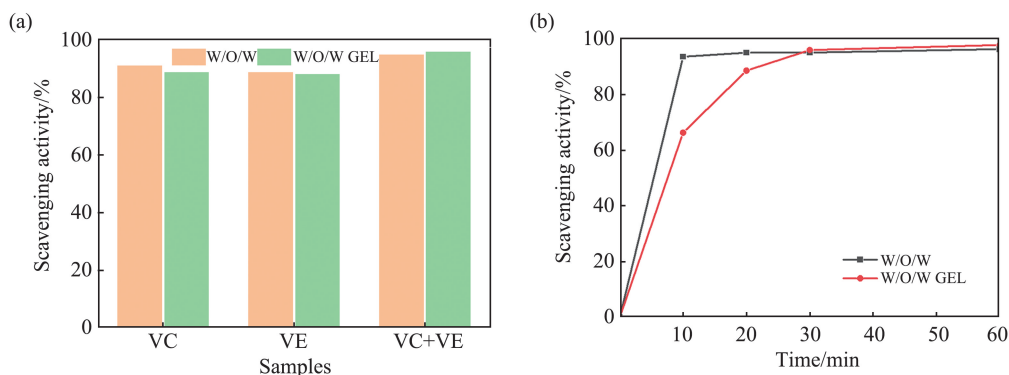 (a)
Scavenging activity/%
100
80
60
40
20
0
W/O/W
W/O/W GEL
VC
VE
VC+VE
Samples
(b)
Scavenging activity/%
100
80
60
40
20
W/O/W
W/O/W GEL
10
20
30
40
50
60
Time/min